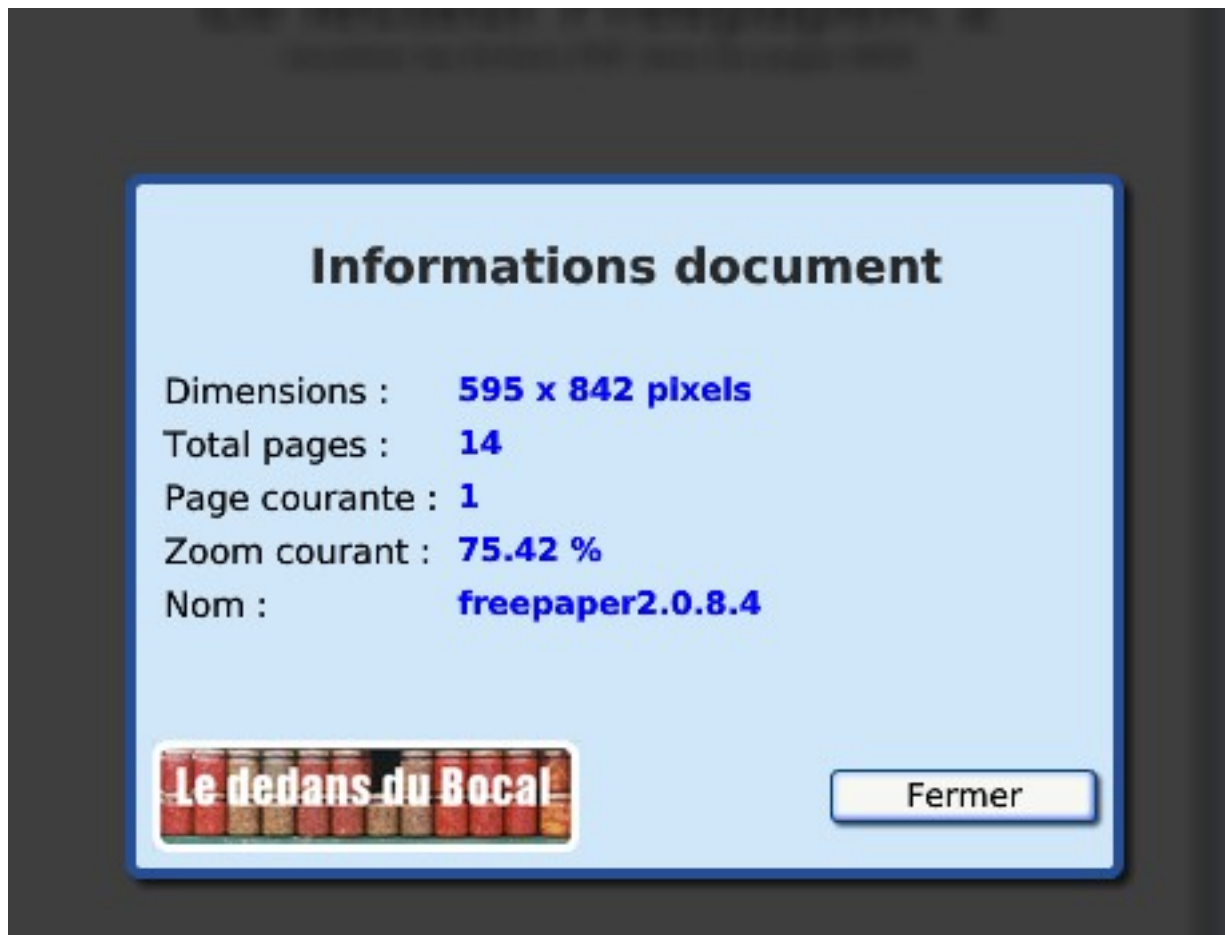 Informations document
Dimensions : 595 x 842 pixels
Total pages : 14
Page courante : 1
Zoom courant : 75.42 %
Nom : freepaper2.0.8.4
Le dedans du Bocal
Fermer